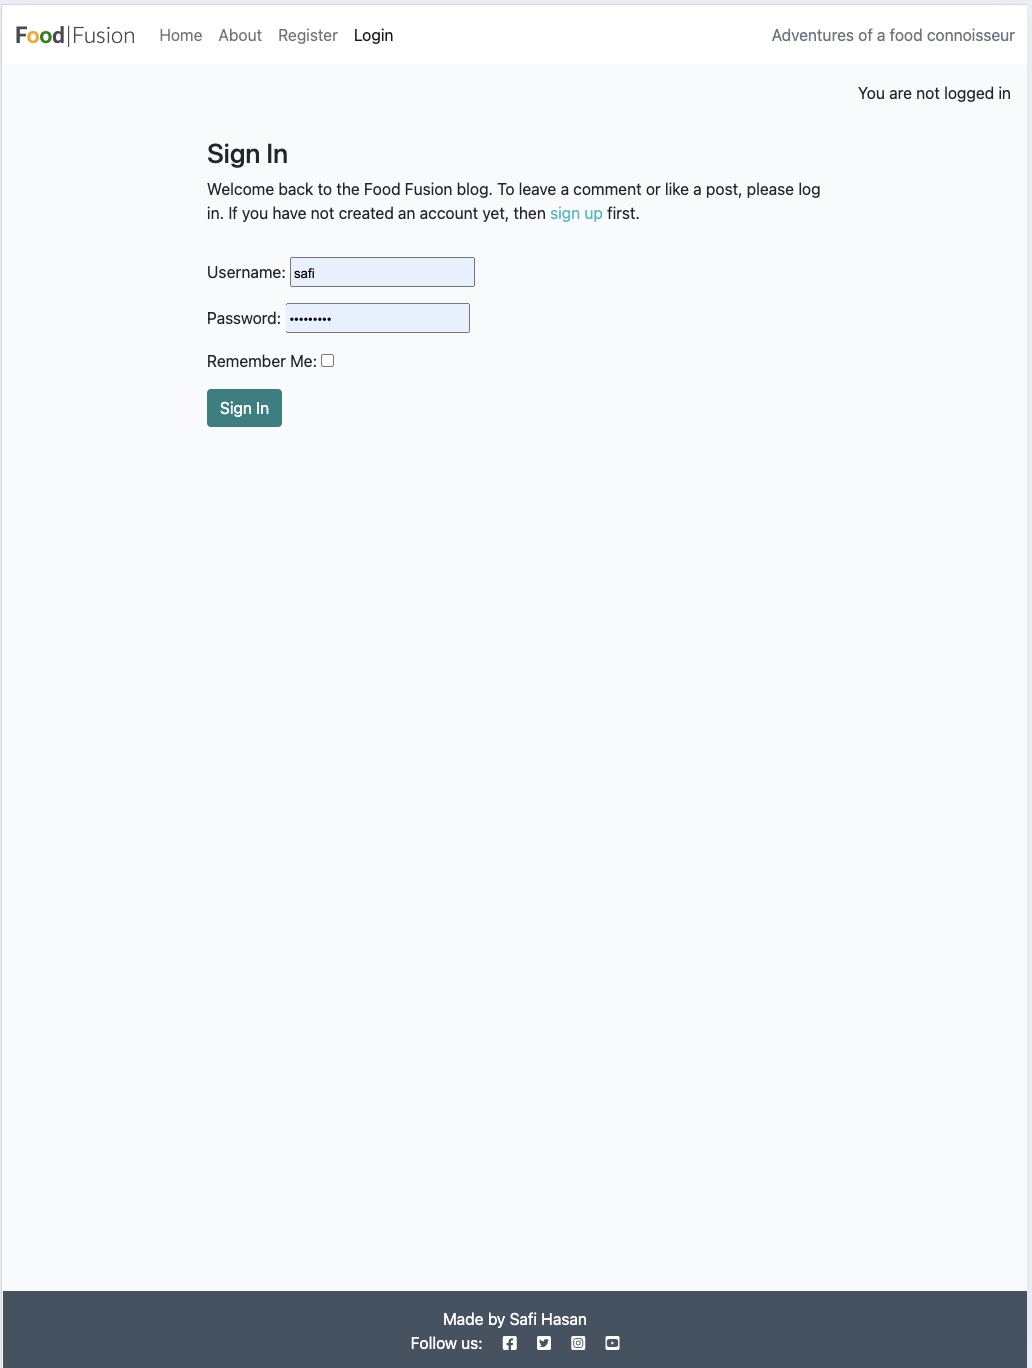 Food|Fusion Home About Register Login Adventures of a food connoisseur
You are not logged in
Sign In
Welcome back to the Food Fusion blog. To leave a comment or like a post, please log
in. If you have not created an account yet, then sign up first.
Username: safi
Password: •••••••••
Remember Me:
Sign In
Made by Safi Hasan
Follow us: